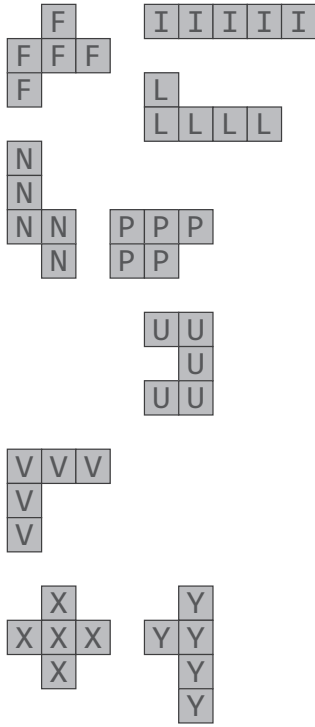 F I I I I I
F F F
F L
L L L L
N
N
N N P P P
N P P
U U
U
U U
V V V
V
V
X Y
X X X Y Y
X Y
Y